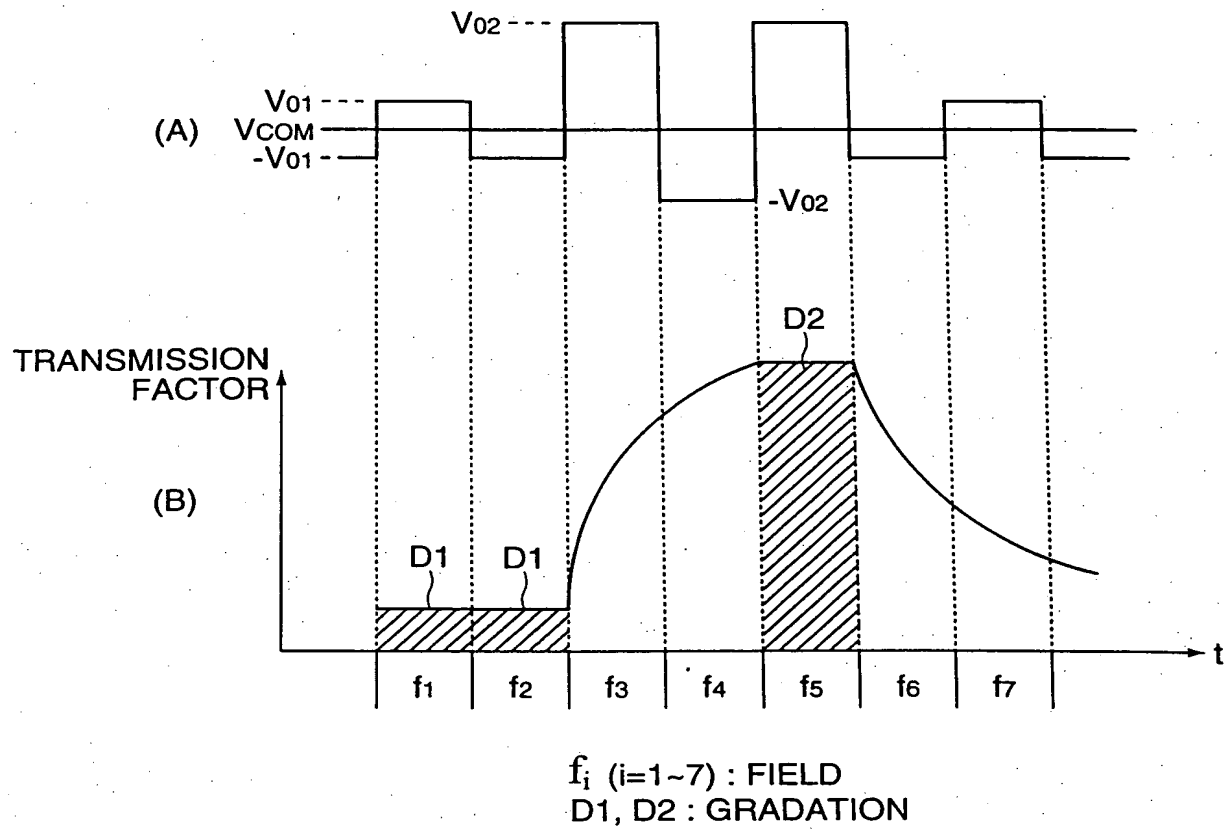 V02
V01
(A)
VCOM
-V01
-V02
D2
TRANSMISSION
FACTOR
(B)
D1 D1
t
f1 f2 f3 f4 f5 f6 f7
fi (i=1~7) : FIELD
D1, D2 : GRADATION